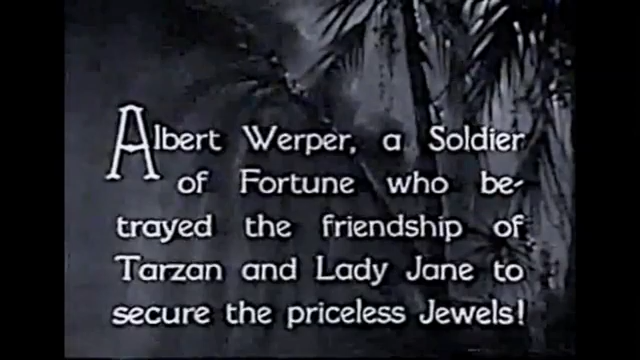 Albert Werper, a Soldier
of Fortune who be-
trayed the friendship of
Tarzan and Lady Jane to
secure the priceless Jewels!